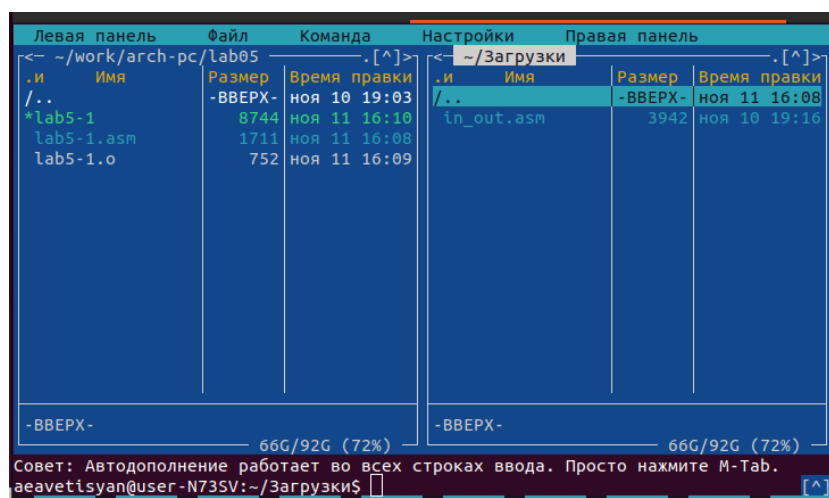 Левая панель Файл Команда Настройки Правая панель
<— ~/work/arch-pc/lab05 .[^]> <— ~/Загрузки .[^]>
.и Имя Размер Время правки .и Имя Размер Время правки
/.. -ВВЕРХ- ноя 10 19:03 /.. -ВВЕРХ- ноя 11 16:08
*lab5-1 8744 ноя 11 16:10 in_out.asm 3942 ноя 10 19:16
lab5-1.asm 1711 ноя 11 16:08
lab5-1.o 752 ноя 11 16:09
-ВВЕРХ- -ВВЕРХ-
66G/92G (72%) 66G/92G (72%)
Совет: Автодополнение работает во всех строках ввода. Просто нажмите M-Tab.
aeavetisyan@user-N73SV:~/Загрузки$ [^]